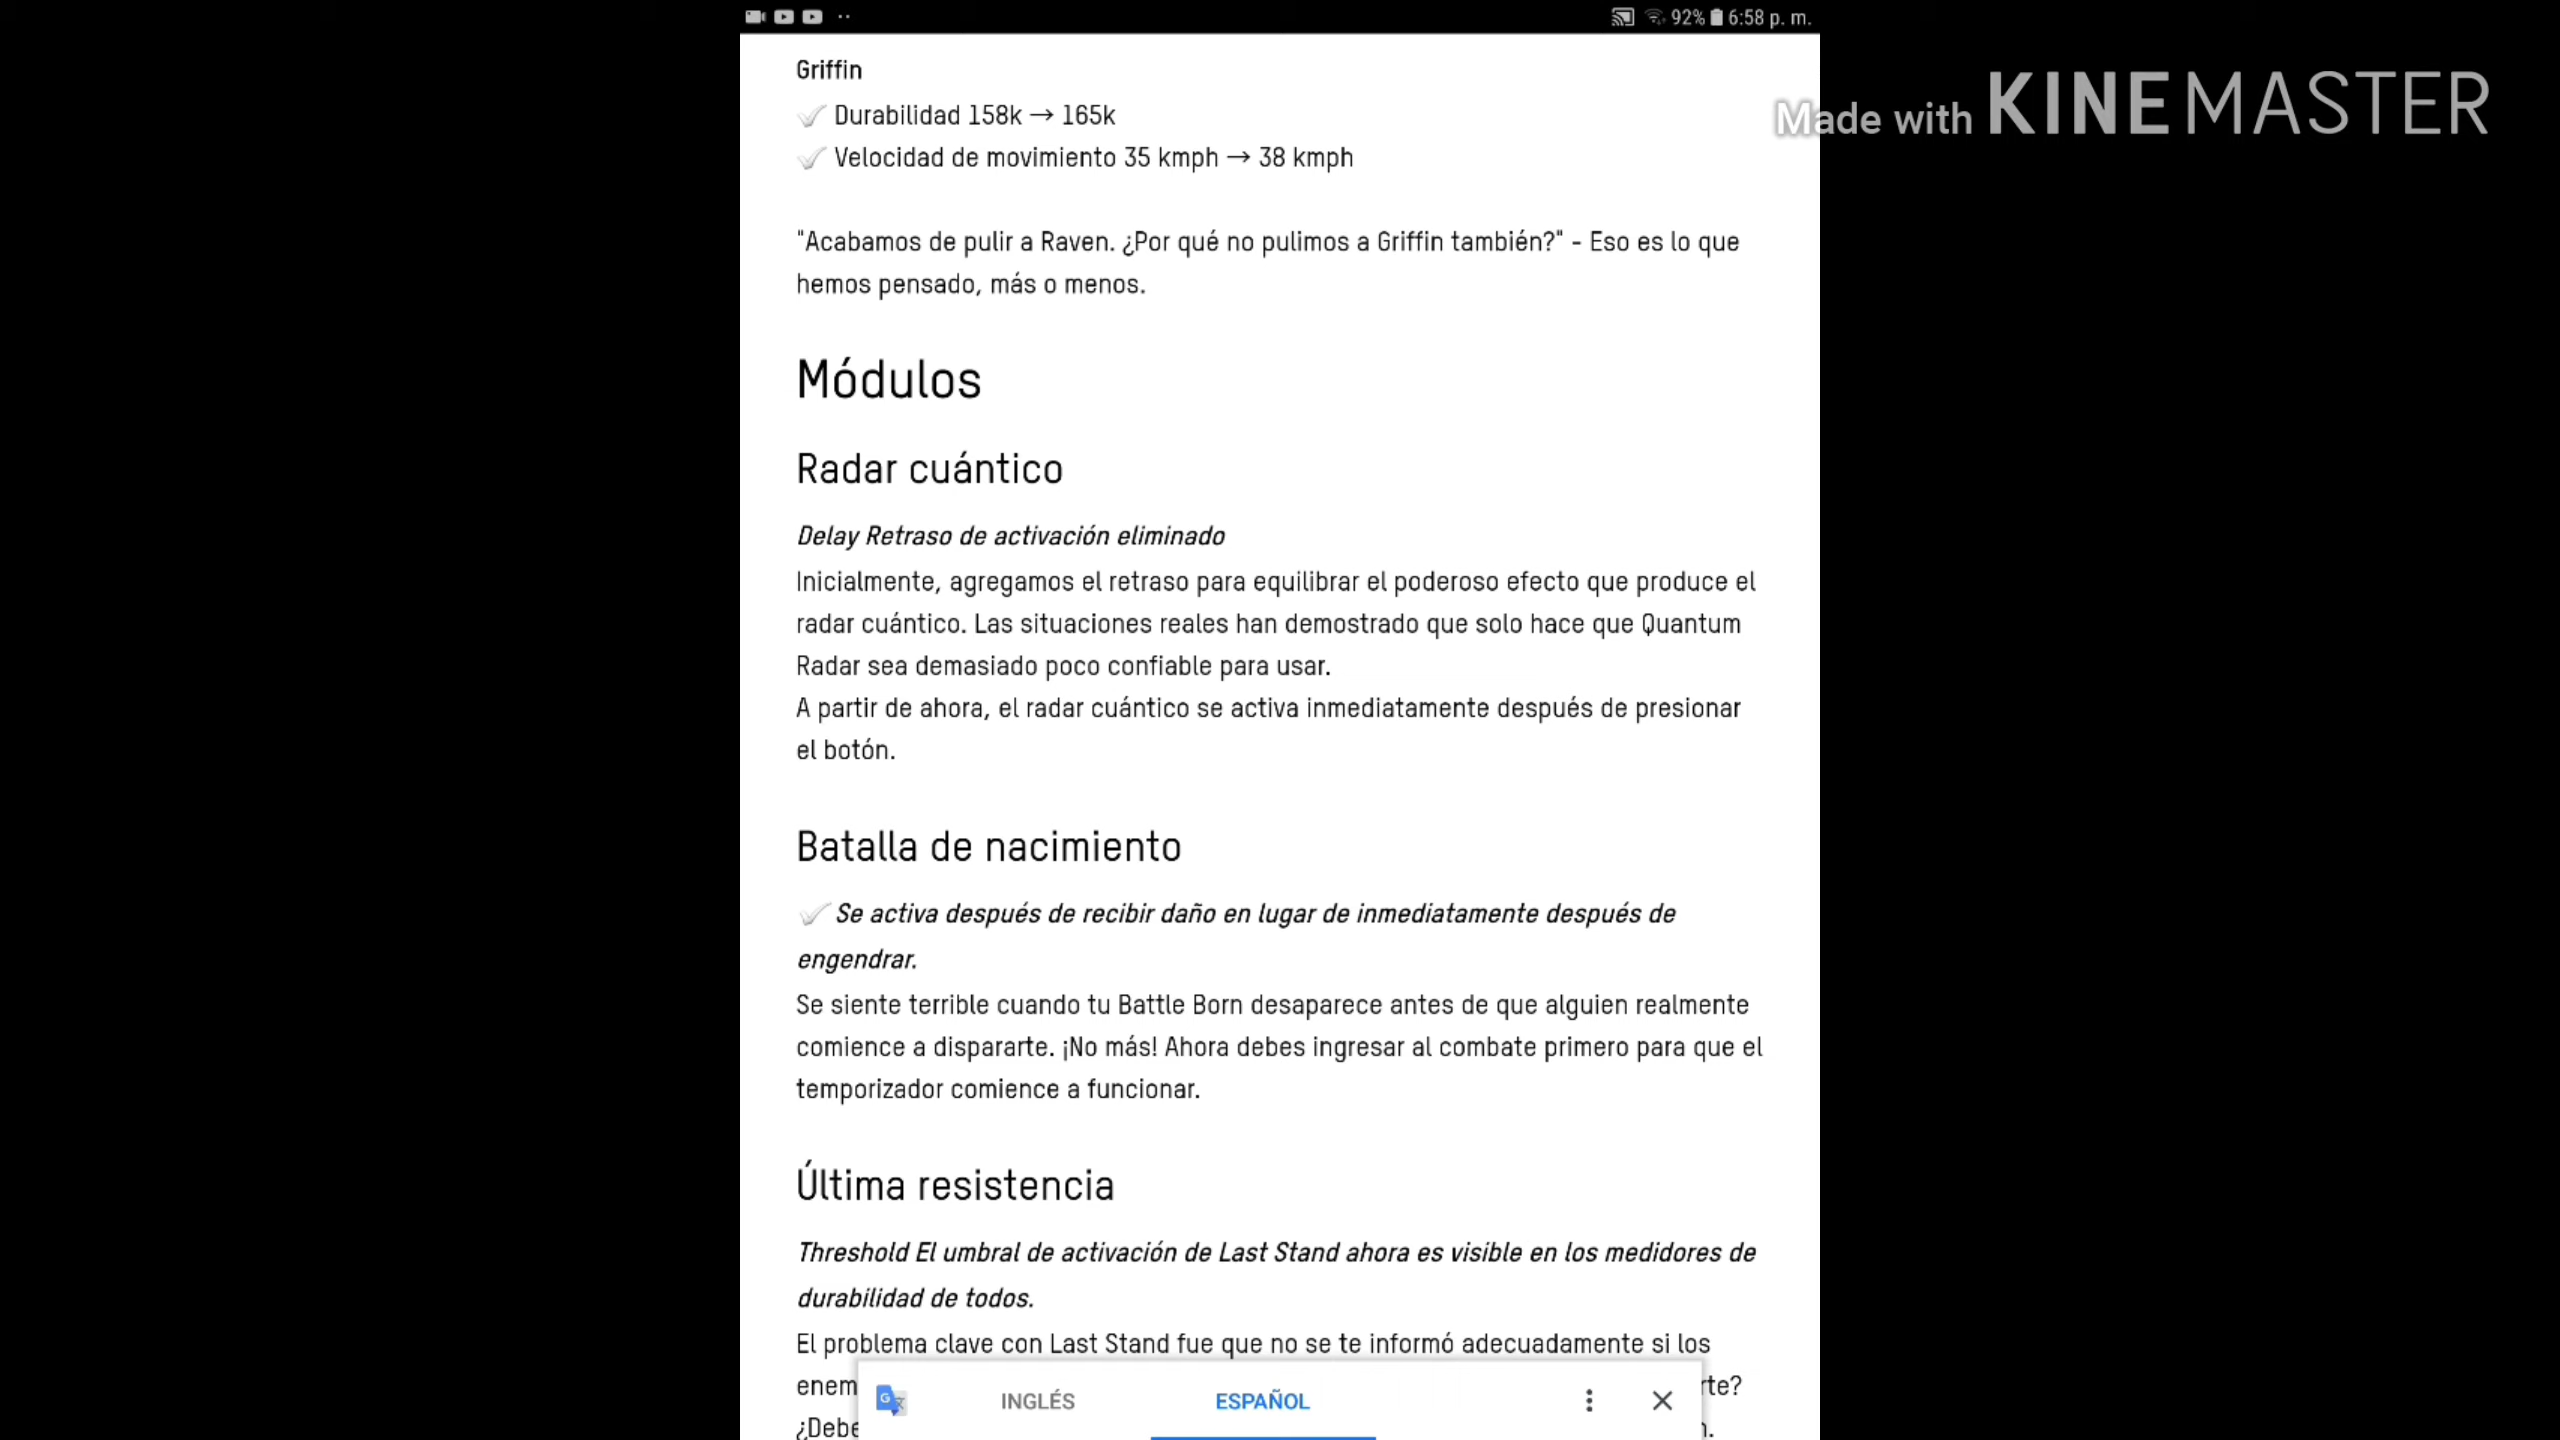 92% 6:58 p. m.
Made with KINEMASTER
Griffin
Durabilidad 158k → 165k
Velocidad de movimiento 35 kmph → 38 kmph
"Acabamos de pulir a Raven. ¿Por qué no pulimos a Griffin también?" - Eso es lo que
hemos pensado, más o menos.
Módulos
Radar cuántico
Delay Retraso de activación eliminado
Inicialmente, agregamos el retraso para equilibrar el poderoso efecto que produce el
radar cuántico. Las situaciones reales han demostrado que solo hace que Quantum
Radar sea demasiado poco confiable para usar.
A partir de ahora, el radar cuántico se activa inmediatamente después de presionar
el botón.
Batalla de nacimiento
Se activa después de recibir daño en lugar de inmediatamente después de
engendrar.
Se siente terrible cuando tu Battle Born desaparece antes de que alguien realmente
comience a dispararte. ¡No más! Ahora debes ingresar al combate primero para que el
temporizador comience a funcionar.
Última resistencia
Threshold El umbral de activación de Last Stand ahora es visible en los medidores de
durabilidad de todos.
El problema clave con Last Stand fue que no se te informó adecuadamente si los
INGLÉS ESPAÑOL